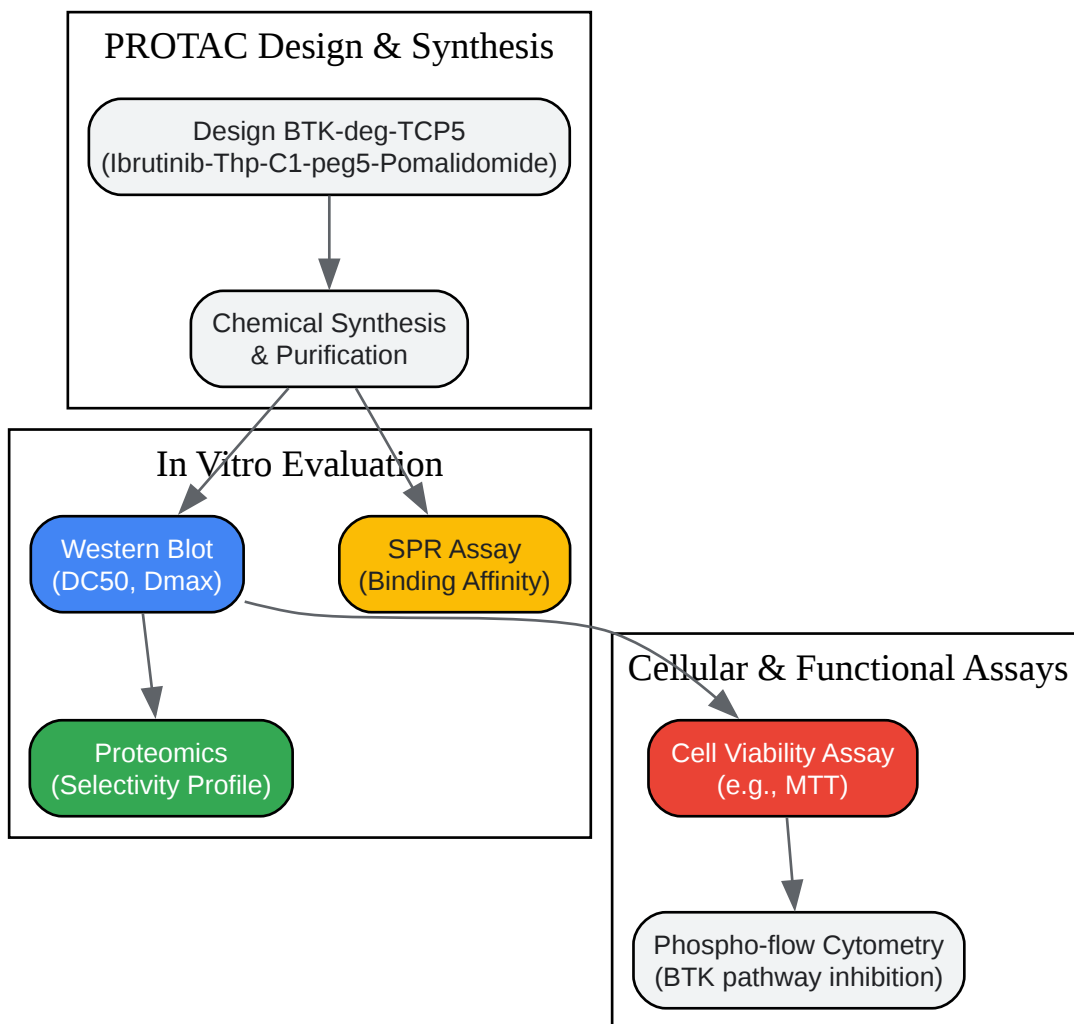 PROTAC Design & Synthesis
Design BTK-deg-TCP5
(Ibrutinib-Thp-C1-peg5-Pomalidomide)
Chemical Synthesis
& Purification
In Vitro Evaluation
Western Blot
(DC50, Dmax)
SPR Assay
(Binding Affinity)
Proteomics
(Selectivity Profile)
Cellular & Functional Assays
Cell Viability Assay
(e.g., MTT)
Phospho-flow Cytometry
(BTK pathway inhibition)